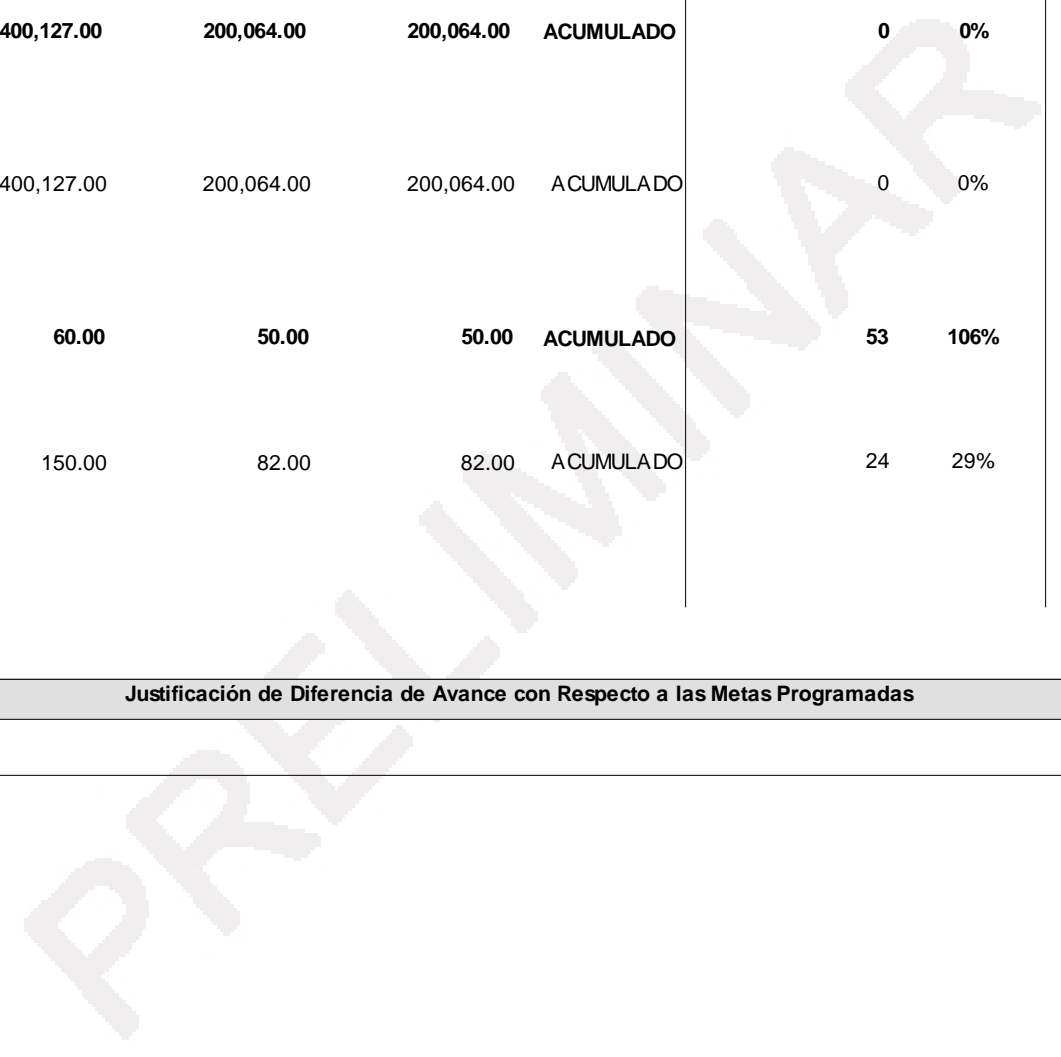 400,127.00 200,064.00 200,064.00 ACUMULADO 0 0%
400,127.00 200,064.00 200,064.00 ACUMULADO 0 0%
60.00 50.00 50.00 ACUMULADO 53 106%
150.00 82.00 82.00 ACUMULADO 24 29%
Justificación de Diferencia de Avance con Respecto a las Metas Programadas
PRELIMINAR